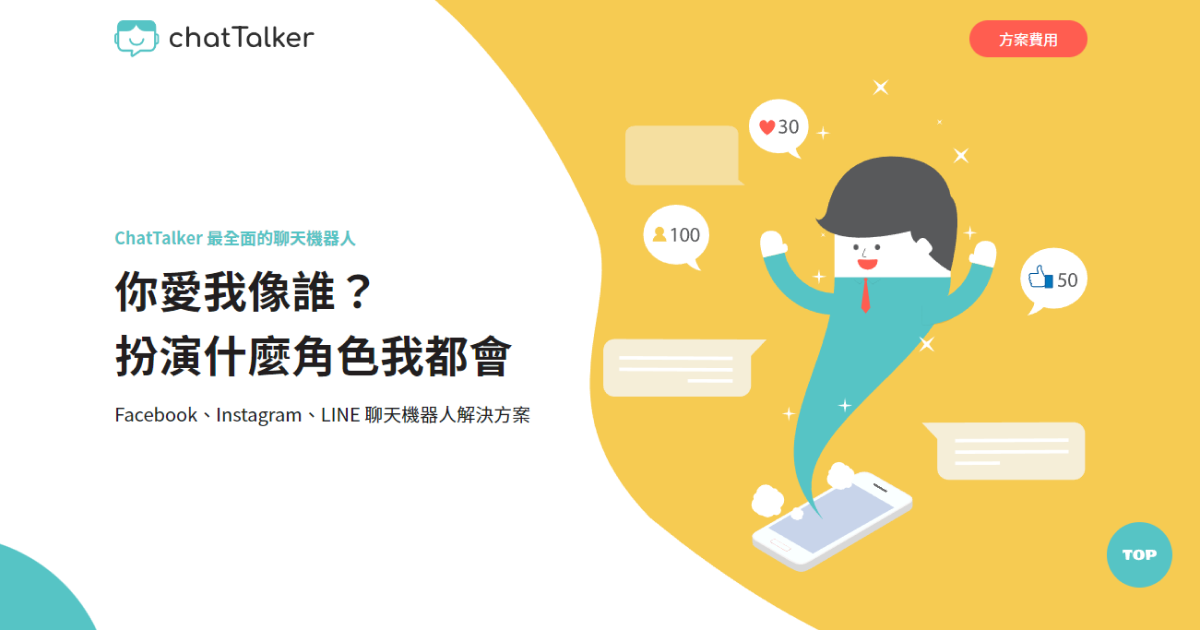 chatTalker
方案費用
30
100
50
ChatTalker 最全面的聊天機器人
你愛我像誰？
扮演什麼角色我都會
Facebook、Instagram、LINE 聊天機器人解決方案
TOP